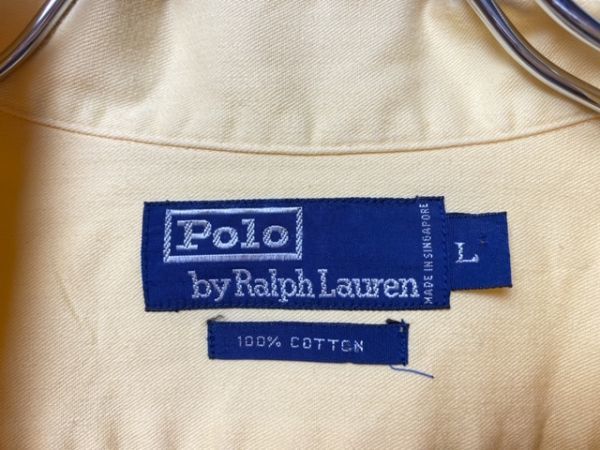 Polo
by Ralph Lauren
MADE IN SINGAPORE
L
100% COTTON